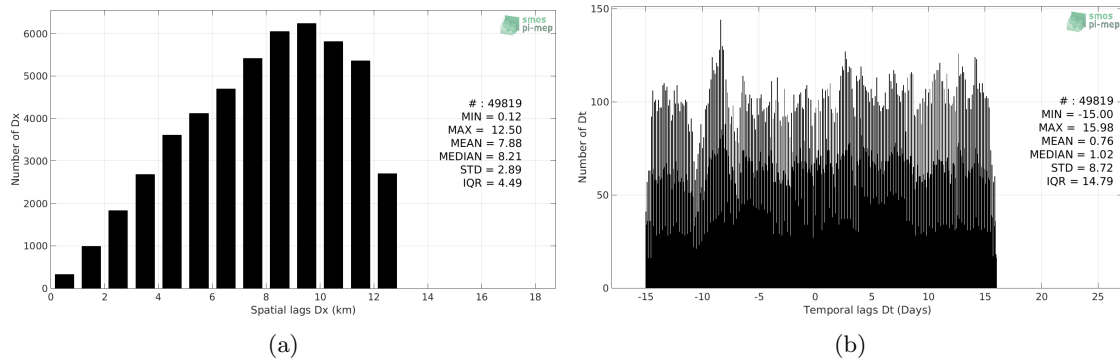 6000
5000
4000
3000
2000
1000
0
Number of Dx
0 2 4 6 8 10 12 14 16 18
Spatial lags Dx (km)
smos
pi-mep
# : 49819
MIN = 0.12
MAX = 12.50
MEAN = 7.88
MEDIAN = 8.21
STD = 2.89
IQR = 4.49
(a)
150
100
50
0
Number of Dt
-15 -10 -5 0 5 10 15 20 25
Temporal lags Dt (Days)
smos
pi-mep
# : 49819
MIN = -15.00
MAX = 15.98
MEAN = 0.76
MEDIAN = 1.02
STD = 8.72
IQR = 14.79
(b)